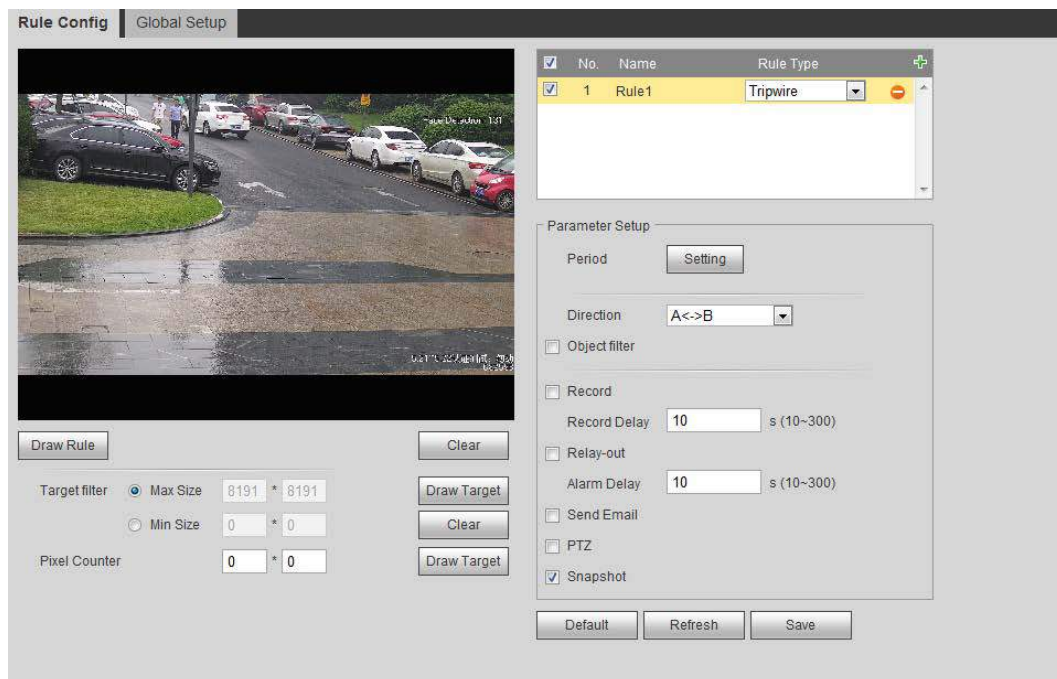 Rule Config Global Setup
No. Name Rule Type
1 Rule1 Tripwire
Parameter Setup
Period Setting
Direction A<->B
Object filter
Record
Record Delay 10 s (10~300)
Relay-out
Alarm Delay 10 s (10~300)
Send Email
PTZ
Snapshot
Default Refresh Save
Draw Rule Clear
Target filter Max Size 8191 * 8191 Draw Target
Min Size 0 * 0 Clear
Pixel Counter 0 * 0 Draw Target